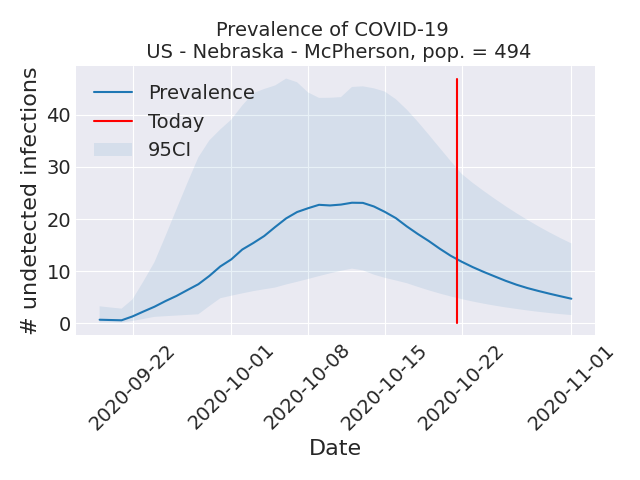 Prevalence of COVID-19
US - Nebraska - McPherson, pop. = 494
# undetected infections
40
30
20
10
0
Prevalence
Today
95CI
2020-09-22
2020-10-01
2020-10-08
2020-10-15
2020-10-22
2020-11-01
Date